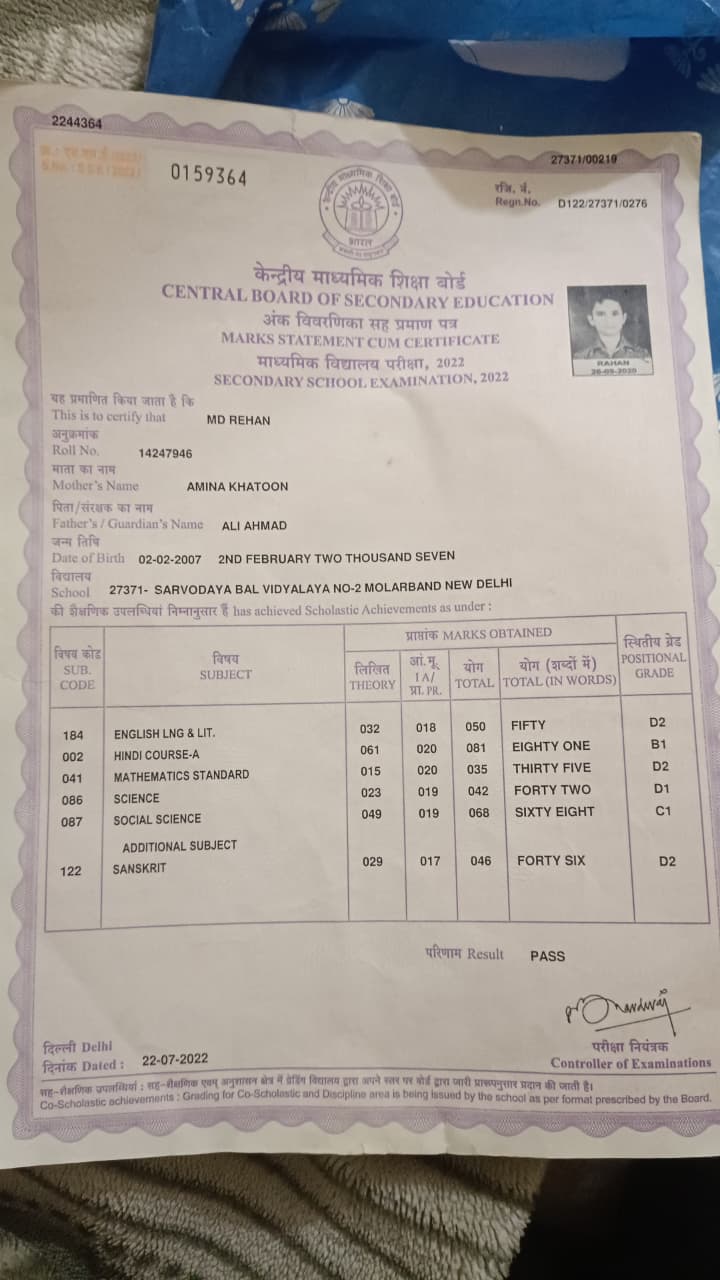 2244364
27371/00219
0159364
रजि. नं.
Regn.No. D122/27371/0276
भारत
केन्द्रीय माध्यमिक शिक्षा बोर्ड
CENTRAL BOARD OF SECONDARY EDUCATION
अंक विवरणिका सह प्रमाण पत्र
MARKS STATEMENT CUM CERTIFICATE
माध्यमिक विद्यालय परीक्षा, 2022
SECONDARY SCHOOL EXAMINATION, 2022
RAHAN
26-09-2020
यह प्रमाणित किया जाता है कि
This is to certify that MD REHAN
अनुक्रमांक
Roll No. 14247946
माता का नाम
Mother's Name AMINA KHATOON
पिता/संरक्षक का नाम
Father's / Guardian's Name ALI AHMAD
जन्म तिथि
Date of Birth 02-02-2007 2ND FEBRUARY TWO THOUSAND SEVEN
विद्यालय
School 27371- SARVODAYA BAL VIDYALAYA NO-2 MOLARBAND NEW DELHI
की शैक्षणिक उपलब्धियां निम्नानुसार हैं has achieved Scholastic Achievements as under :
विषय कोड SUB. CODE
विषय SUBJECT
प्राप्तांक MARKS OBTAINED
लिखित THEORY
आं.मू. IA/ प्रा. PR.
योग TOTAL
योग (शब्दों में) TOTAL (IN WORDS)
स्थितीय ग्रेड POSITIONAL GRADE
184 ENGLISH LNG & LIT. 032 018 050 FIFTY D2
002 HINDI COURSE-A 061 020 081 EIGHTY ONE B1
041 MATHEMATICS STANDARD 015 020 035 THIRTY FIVE D2
086 SCIENCE 023 019 042 FORTY TWO D1
087 SOCIAL SCIENCE 049 019 068 SIXTY EIGHT C1
ADDITIONAL SUBJECT
122 SANSKRIT 029 017 046 FORTY SIX D2
परिणाम Result PASS
दिल्ली Delhi
दिनांक Dated : 22-07-2022
परीक्षा नियंत्रक
Controller of Examinations
सह-शैक्षणिक उपलब्धियां : सह-शैक्षणिक एवम् अनुशासन क्षेत्र में ग्रेडिंग विद्यालय द्वारा अपने स्तर पर बोर्ड द्वारा जारी प्रारूपनुसार प्रदान की जाती है।
Co-Scholastic achievements : Grading for Co-Scholastic and Discipline area is being issued by the school as per format prescribed by the Board.